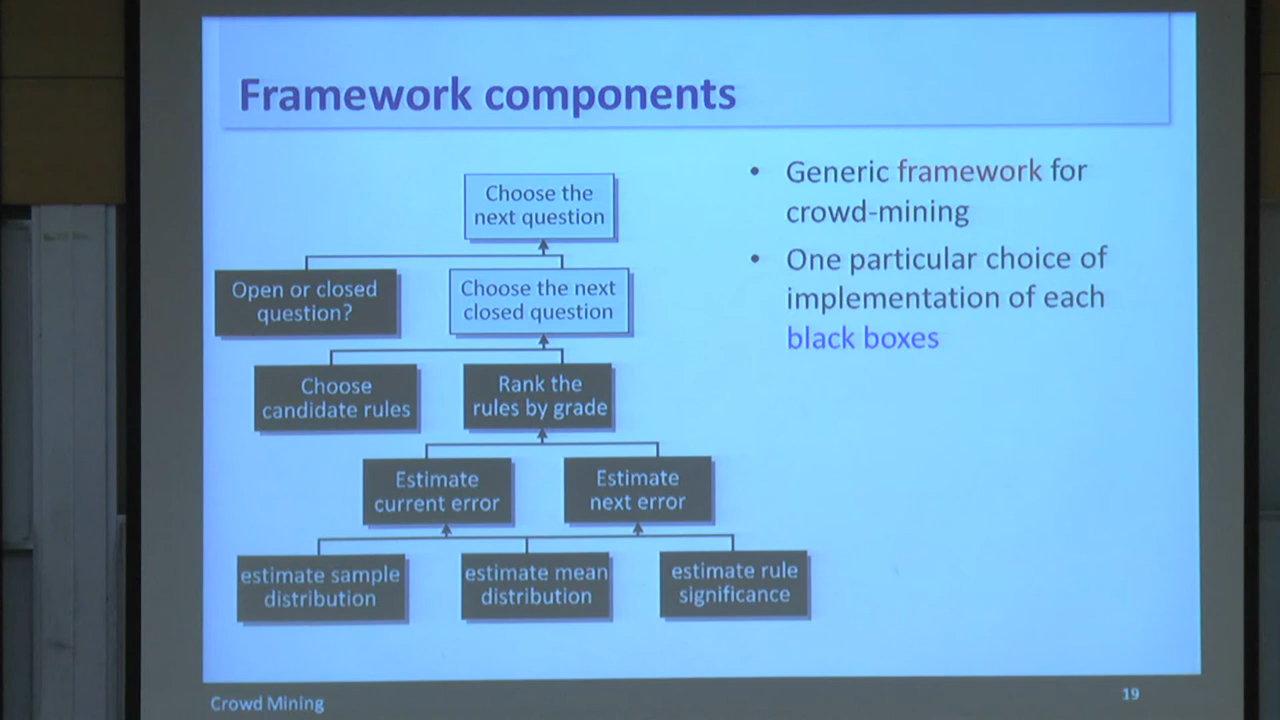 Framework components
Choose the
next question
Open or closed
question?
Choose the next
closed question
Choose
candidate rules
Rank the
rules by grade
Estimate
current error
Estimate
next error
estimate sample
distribution
estimate mean
distribution
estimate rule
significance
• Generic framework for
crowd-mining
• One particular choice of
implementation of each
black boxes
Crowd Mining
19